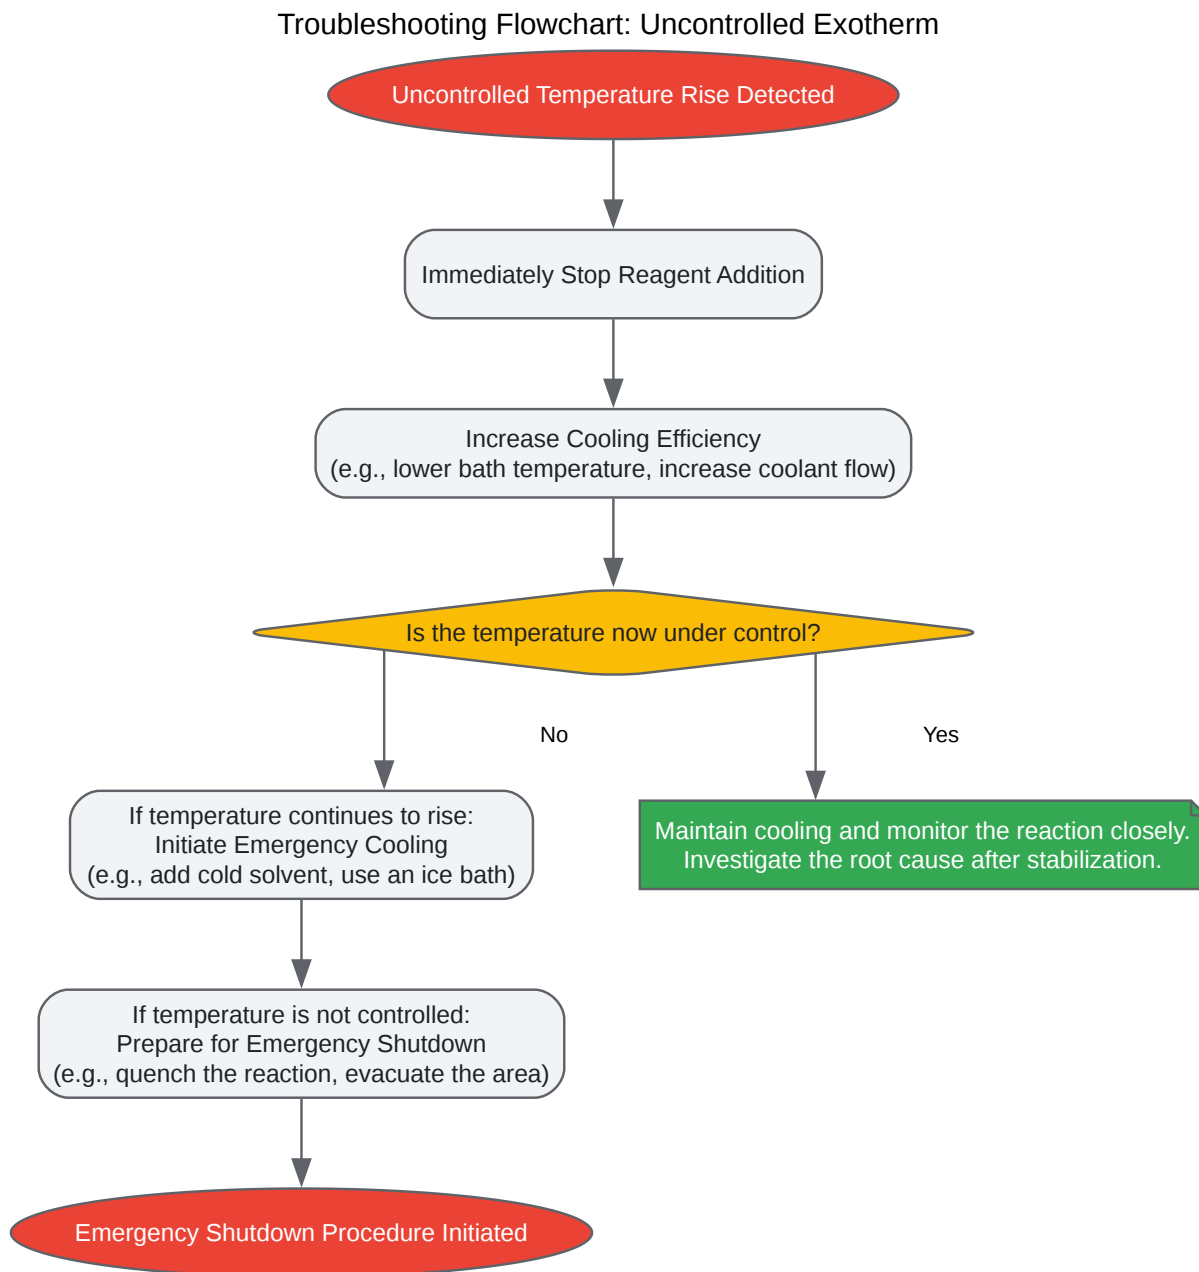 Troubleshooting Flowchart: Uncontrolled Exotherm
Uncontrolled Temperature Rise Detected
Immediately Stop Reagent Addition
Increase Cooling Efficiency
(e.g., lower bath temperature, increase coolant flow)
Is the temperature now under control?
No
Yes
If temperature continues to rise:
Initiate Emergency Cooling
(e.g., add cold solvent, use an ice bath)
Maintain cooling and monitor the reaction closely.
Investigate the root cause after stabilization.
If temperature is not controlled:
Prepare for Emergency Shutdown
(e.g., quench the reaction, evacuate the area)
Emergency Shutdown Procedure Initiated